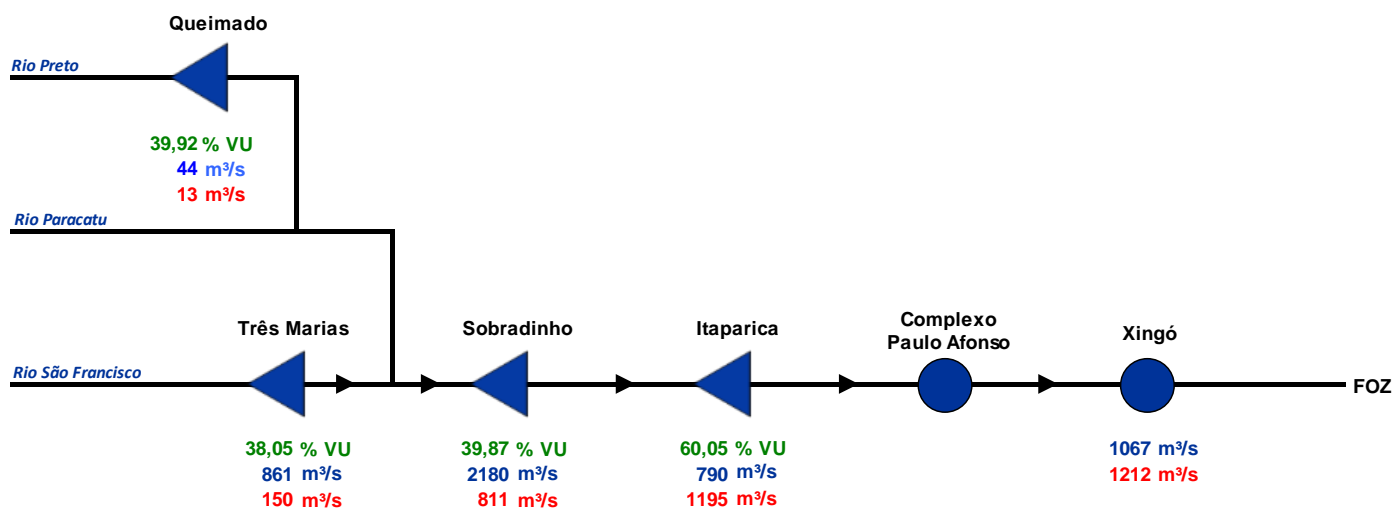 Queimado
Rio Preto
39,92 % VU
44 m³/s
13 m³/s
Rio Paracatu
Três Marias
Sobradinho
Itaparica
Complexo
Paulo Afonso
Xingó
Rio São Francisco
FOZ
38,05 % VU
861 m³/s
150 m³/s
39,87 % VU
2180 m³/s
811 m³/s
60,05 % VU
790 m³/s
1195 m³/s
1067 m³/s
1212 m³/s